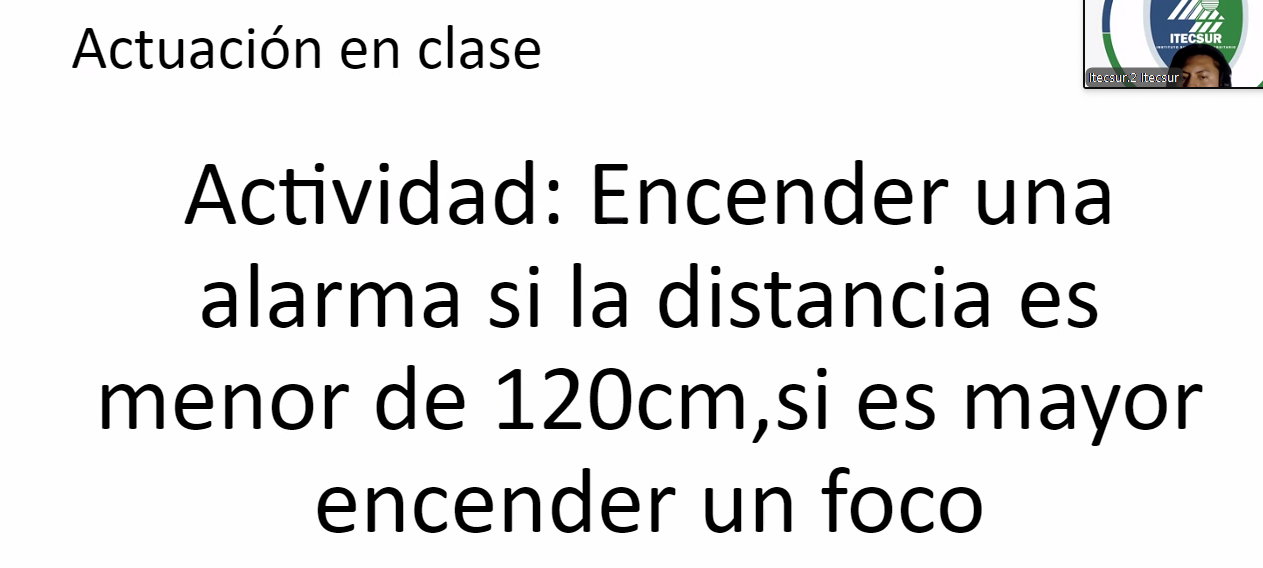 Actuación en clase
ITECSUR
Itecsur.2 Itecsur
Actividad: Encender una
alarma si la distancia es
menor de 120cm,si es mayor
encender un foco